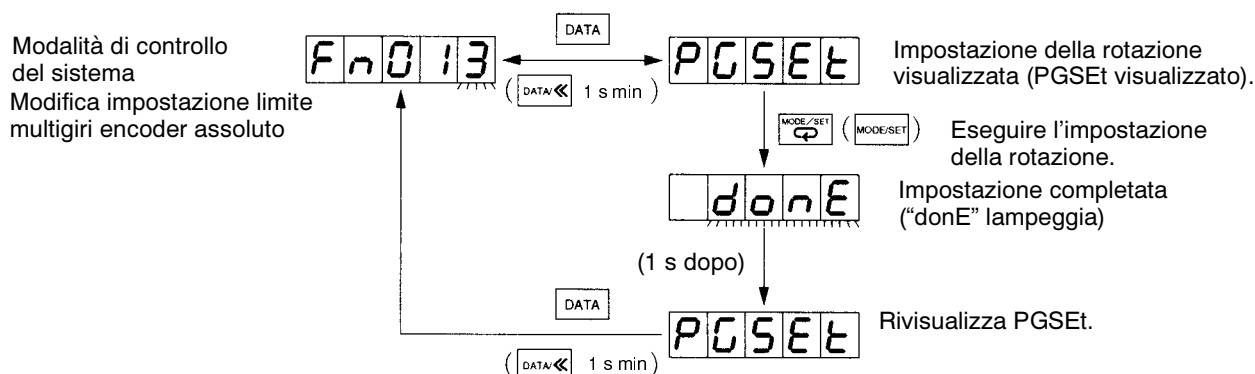 Modalità di controllo
del sistema
Modifica impostazione limite
multigiri encoder assoluto
Fn013
DATA
( DATA/≪ 1 s min )
PGSEt
Impostazione della rotazione
visualizzata (PGSEt visualizzato).
MODE/SET ( MODE/SET )
Eseguire l’impostazione
della rotazione.
donE
Impostazione completata
(“donE” lampeggia)
(1 s dopo)
DATA
( DATA/≪ 1 s min )
PGSEt
Rivisualizza PGSEt.